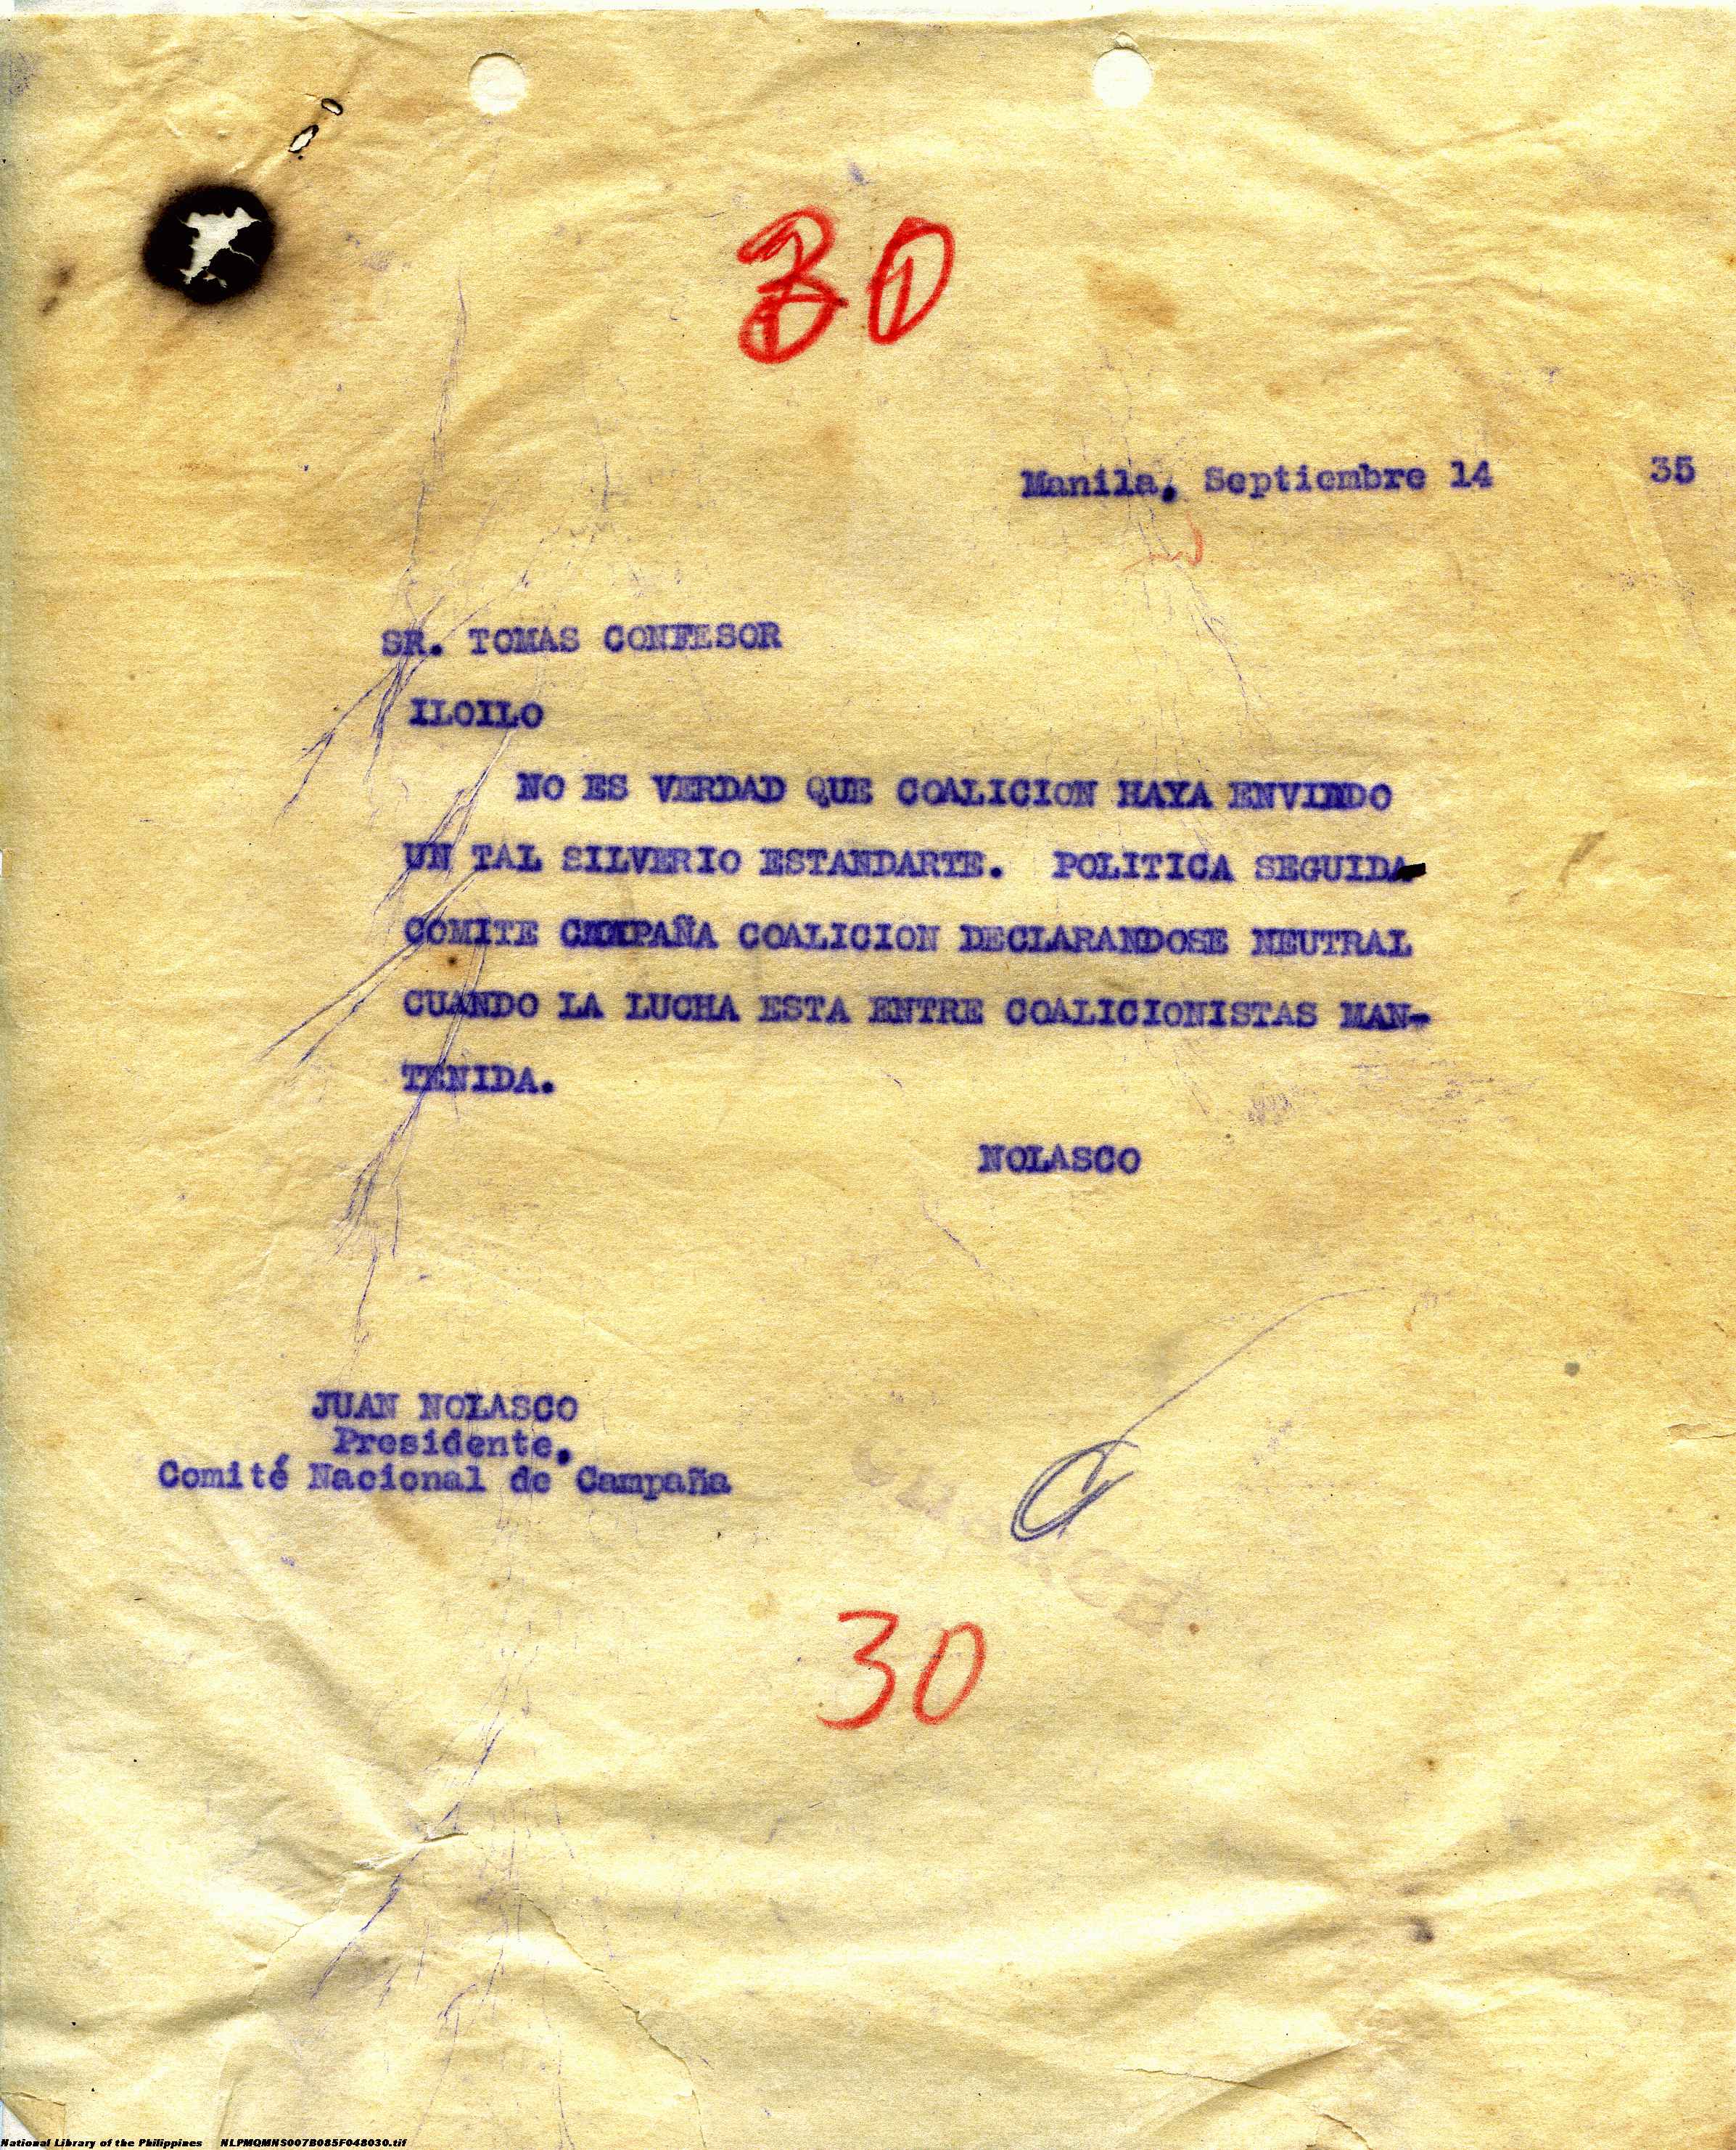 30
Manila, Septiembre 14 35
SR. TOMAS CONFESOR
ILOILO
NO ES VERDAD QUE COALICION HAYA ENVINDO
UN TAL SILVERIO ESTANDARTE. POLITICA SEGUIDA
COMITE CAMPAÑA COALICION DECLARANDOSE NEUTRAL
CUANDO LA LUCHA ESTA ENTRE COALICIONISTAS MAN-
TENIDA.
NOLASCO
JUAN NOLASCO
Presidente,
Comité Nacional de Campaña
30
National Library of the Philippines NLPMQMNS007B085F048030.tif